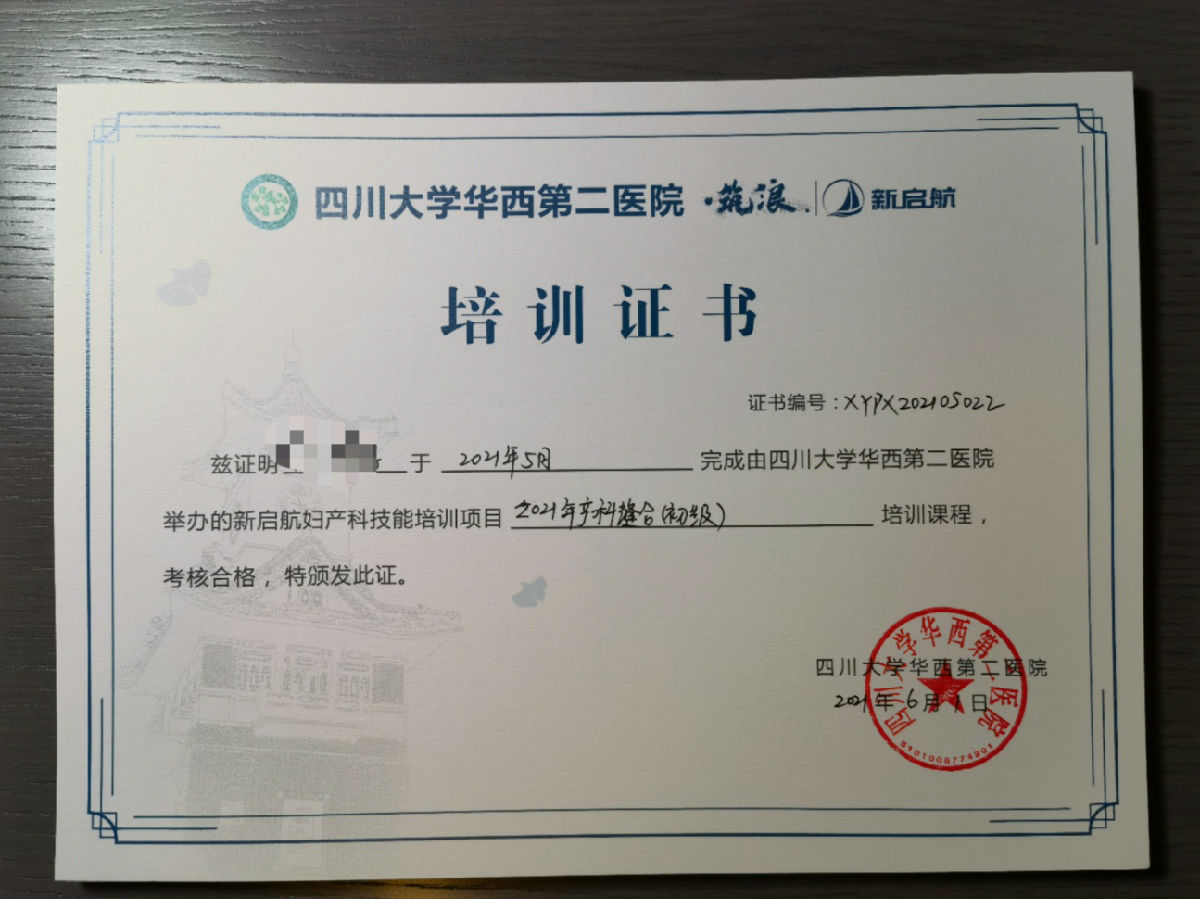 四川大学华西第二医院 ·筑浪. 新启航
培训证书
证书编号：XYPX202105022
兹证明 于 2021年5月 完成由四川大学华西第二医院
举办的新启航妇产科技能培训项目 2021年产科缝合(初级) 培训课程，
考核合格，特颁发此证。
四川大学华西第二医院
2021年6月1日
四川大学华西第二医院
5101008774901